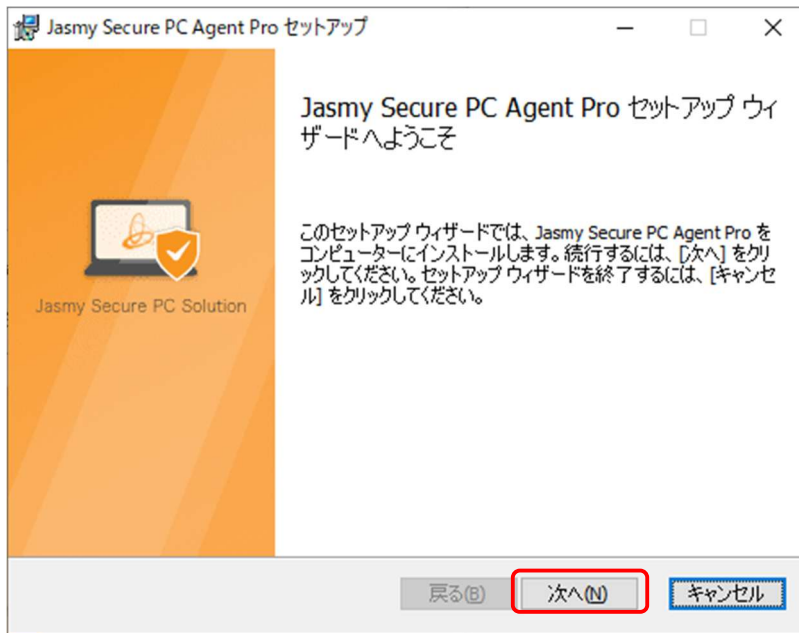 Jasmy Secure PC Agent Pro セットアップ
Jasmy Secure PC Agent Pro セットアップ ウィ
ザードへようこそ
このセットアップ ウィザードでは、Jasmy Secure PC Agent Pro を
コンピューターにインストールします。続行するには、[次へ] をクリ
ックしてください。セットアップ ウィザードを終了するには、[キャンセ
ル] をクリックしてください。
Jasmy Secure PC Solution
戻る(B)
次へ(N)
キャンセル